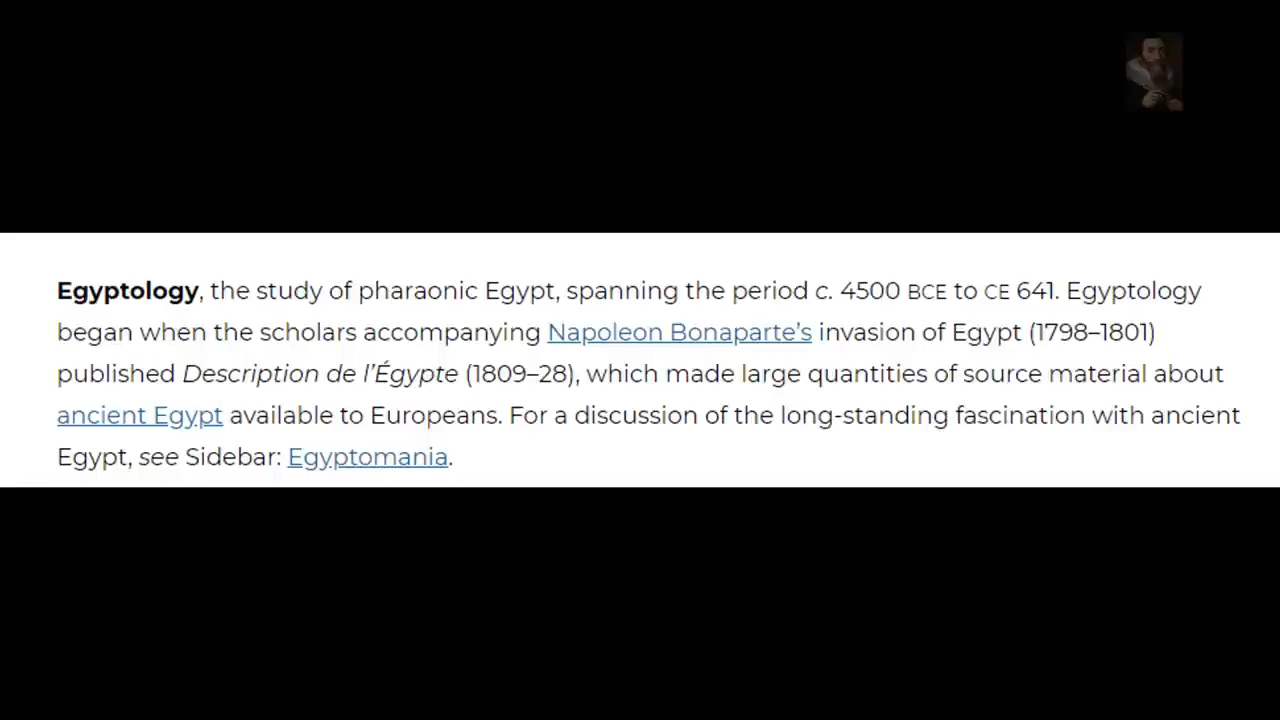 Egyptology, the study of pharaonic Egypt, spanning the period c. 4500 BCE to CE 641. Egyptology
began when the scholars accompanying Napoleon Bonaparte’s invasion of Egypt (1798–1801)
published Description de l’Égypte (1809–28), which made large quantities of source material about
ancient Egypt available to Europeans. For a discussion of the long-standing fascination with ancient
Egypt, see Sidebar: Egyptomania.